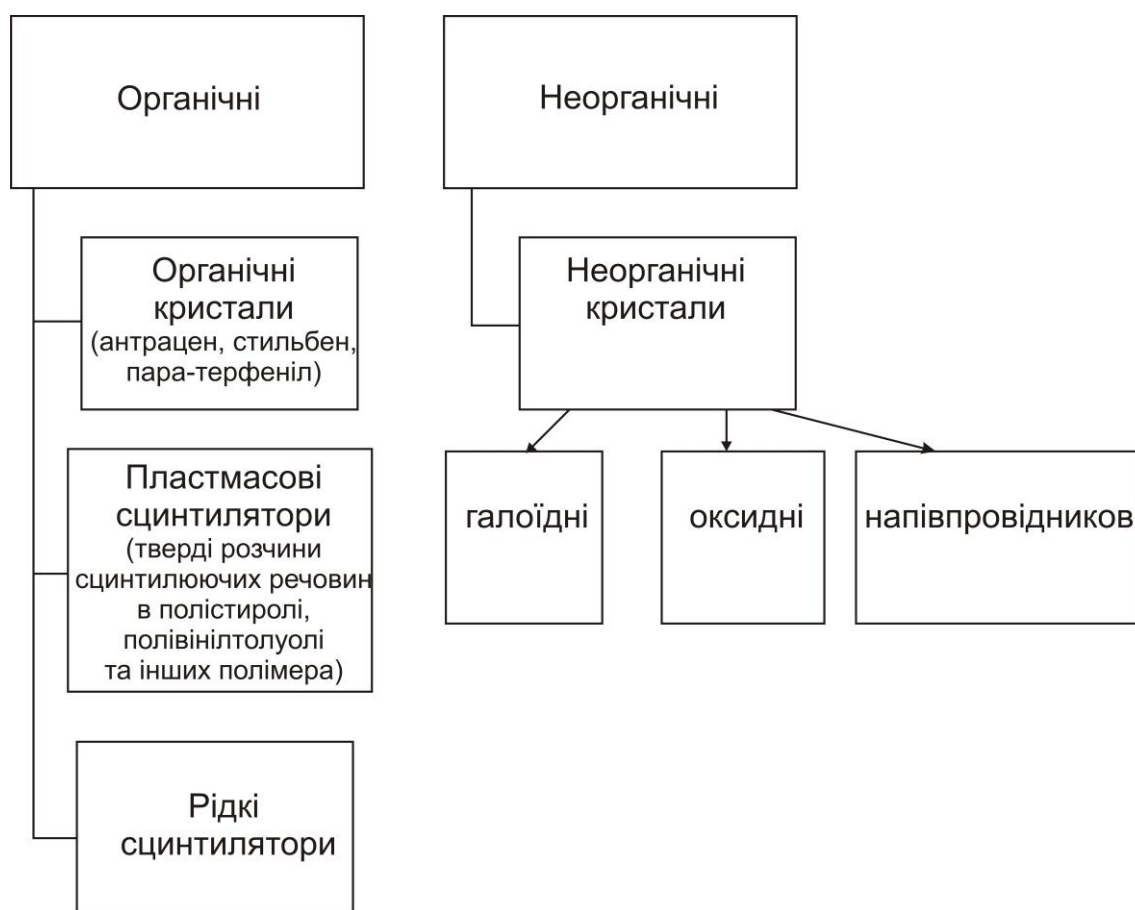 Органічні
Органічні
кристали
(антрацен, стильбен,
пара-терфеніл)
Пластмасові
сцинтилятори
(тверді розчини
сцинтилюючих речовин
в полістиролі,
полівінілтолуолі
та інших полімера)
Рідкі
сцинтилятори
Неорганічні
Неорганічні
кристали
галоїдні
оксидні
напівпровідников